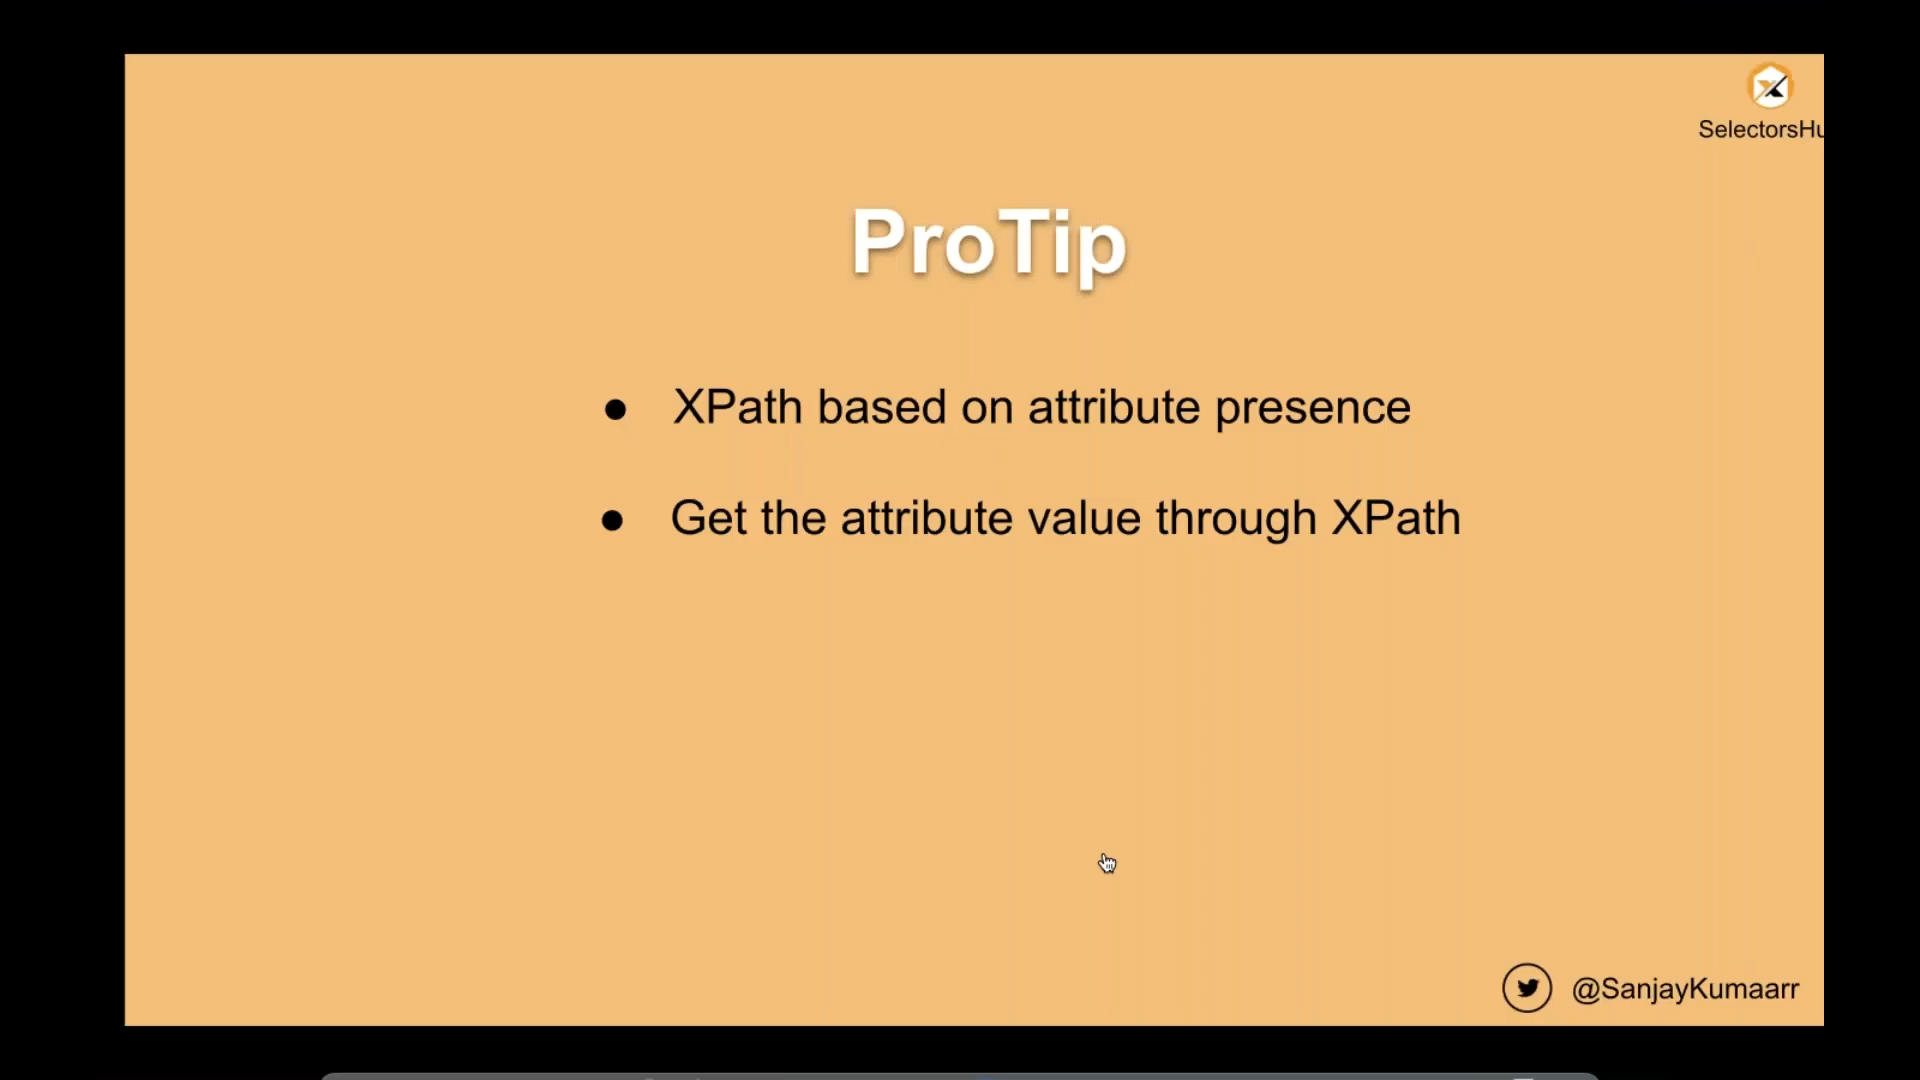 SelectorsHu
ProTip
● XPath based on attribute presence
● Get the attribute value through XPath
@SanjayKumaarr